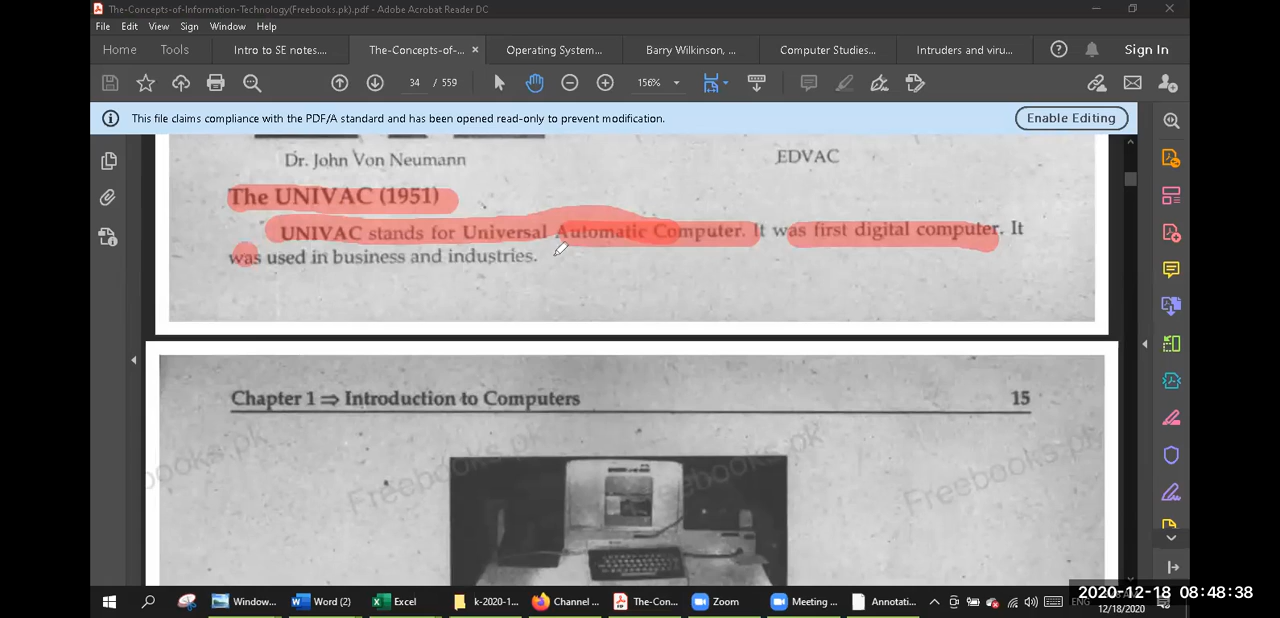 The-Concepts-of-Information-Technology(Freebooks.pk).pdf - Adobe Acrobat Reader DC
File Edit View Sign Window Help
Home Tools Intro to SE notes.... The-Concepts-of-... × Operating System... Barry Wilkinson, ... Computer Studies... Intruders and viru... Sign In
34 / 559 156%
This file claims compliance with the PDF/A standard and has been opened read-only to prevent modification. Enable Editing
Dr. John Von Neumann EDVAC
The UNIVAC (1951)
UNIVAC stands for Universal Automatic Computer. It was first digital computer. It
was used in business and industries.
Chapter 1 ⇒ Introduction to Computers 15
Freebooks.pk
Freebooks.pk
Window... Word (2) Excel k-2020-1... Channel ... The-Con... Zoom Meeting ... Annotati...
2020-12-18 08:48:38
12/18/2020